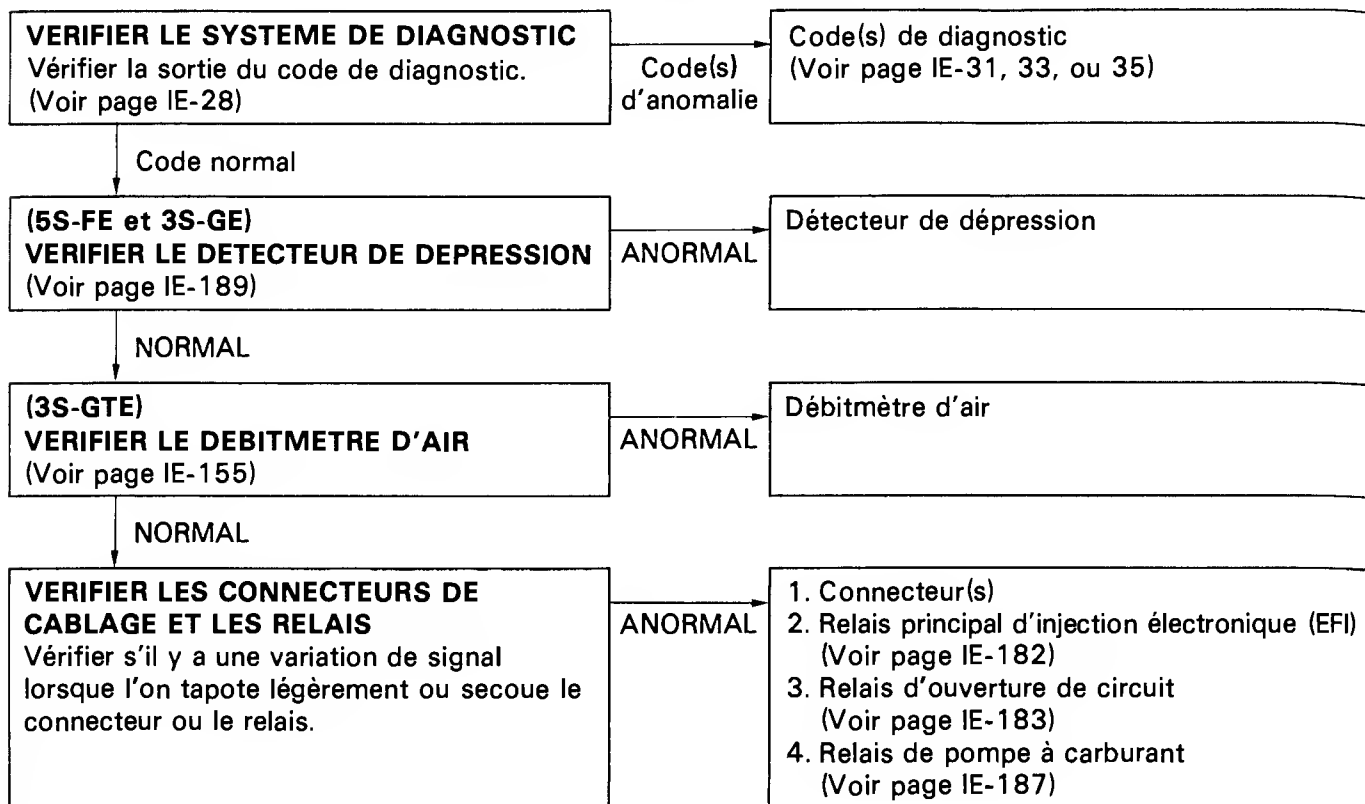 VERIFIER LE SYSTEME DE DIAGNOSTIC
Vérifier la sortie du code de diagnostic.
(Voir page IE-28)
Code(s)
d'anomalie
Code(s) de diagnostic
(Voir page IE-31, 33, ou 35)
Code normal
(5S-FE et 3S-GE)
VERIFIER LE DETECTEUR DE DEPRESSION
(Voir page IE-189)
ANORMAL
Détecteur de dépression
NORMAL
(3S-GTE)
VERIFIER LE DEBITMETRE D'AIR
(Voir page IE-155)
ANORMAL
Débitmètre d'air
NORMAL
VERIFIER LES CONNECTEURS DE
CABLAGE ET LES RELAIS
Vérifier s'il y a une variation de signal
lorsque l'on tapote légèrement ou secoue le
connecteur ou le relais.
ANORMAL
1. Connecteur(s)
2. Relais principal d'injection électronique (EFI)
(Voir page IE-182)
3. Relais d'ouverture de circuit
(Voir page IE-183)
4. Relais de pompe à carburant
(Voir page IE-187)